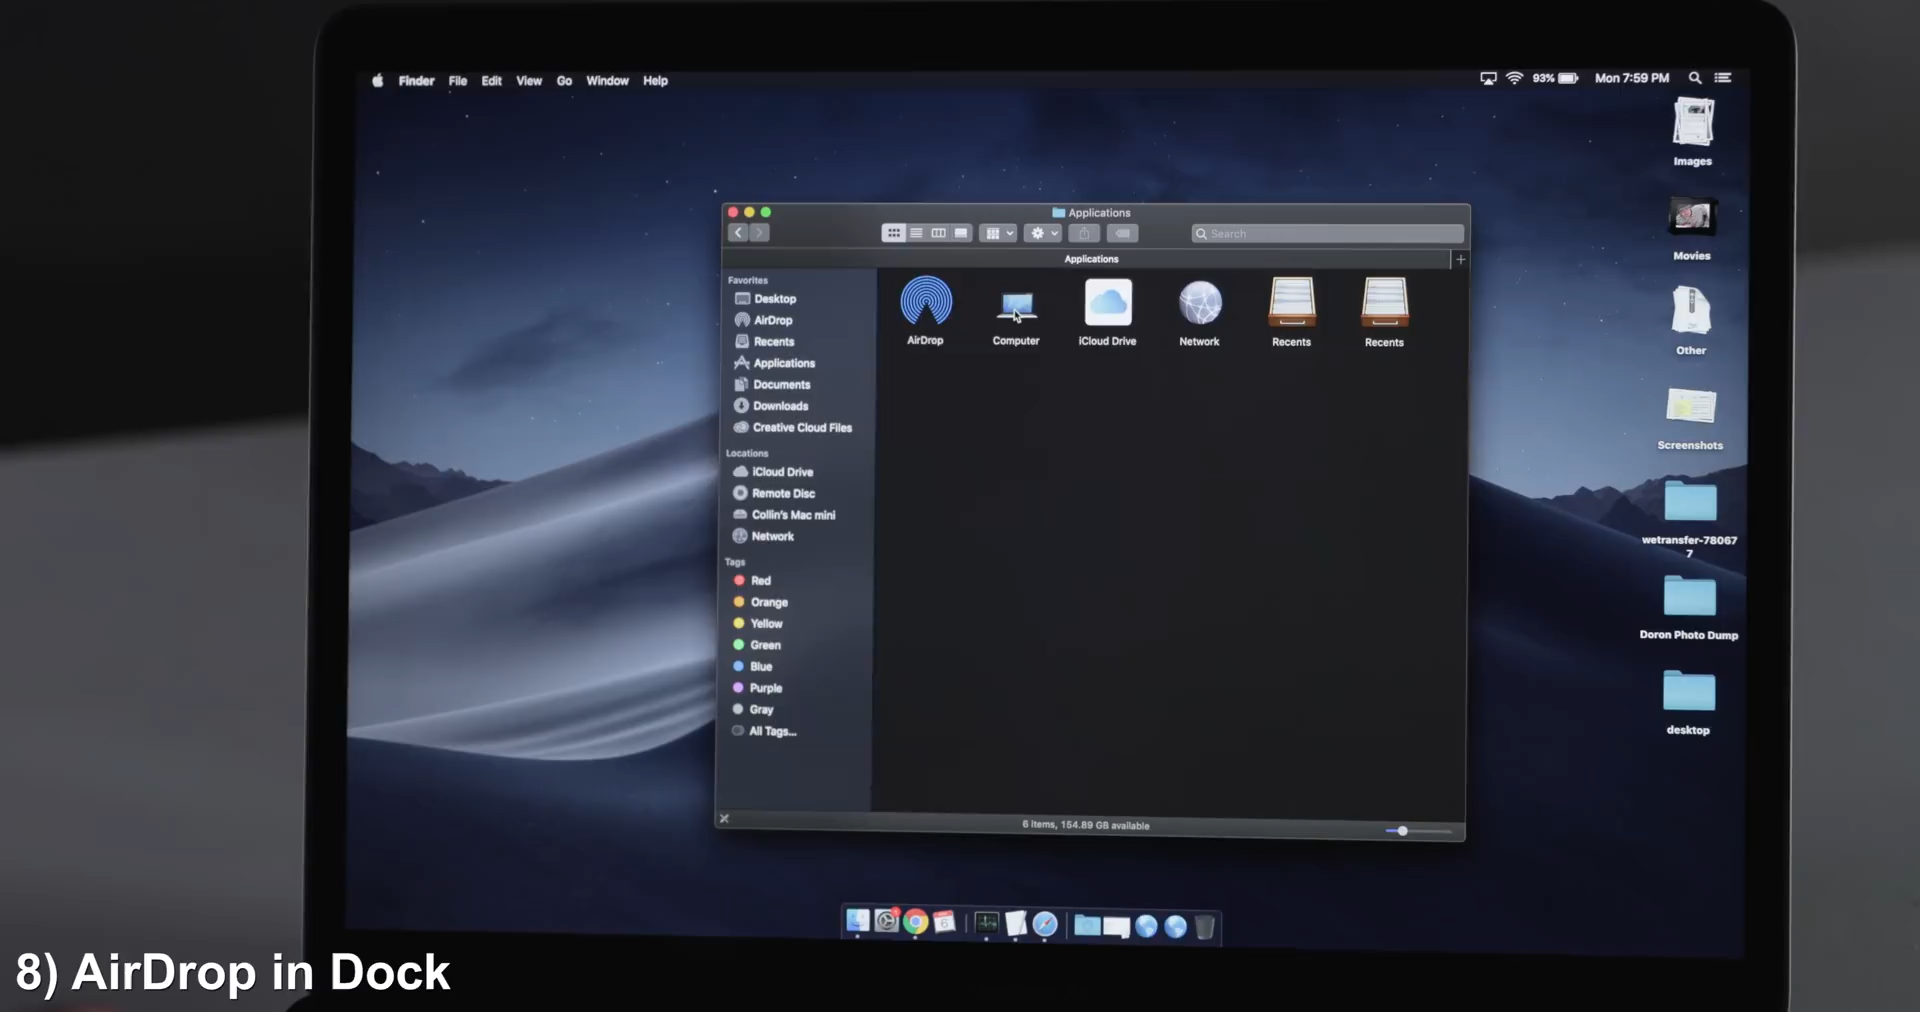 Finder File Edit View Go Window Help
93% Mon 7:59 PM
Images
Movies
Other
Screenshots
wetransfer-78067
7
Doron Photo Dump
desktop
Applications
Search
Applications
Favorites
Desktop
AirDrop
Recents
Applications
Documents
Downloads
Creative Cloud Files
Locations
iCloud Drive
Remote Disc
Collin's Mac mini
Network
Tags
Red
Orange
Yellow
Green
Blue
Purple
Gray
All Tags...
AirDrop
Computer
iCloud Drive
Network
Recents
Recents
6 items, 154.89 GB available
6
8) AirDrop in Dock